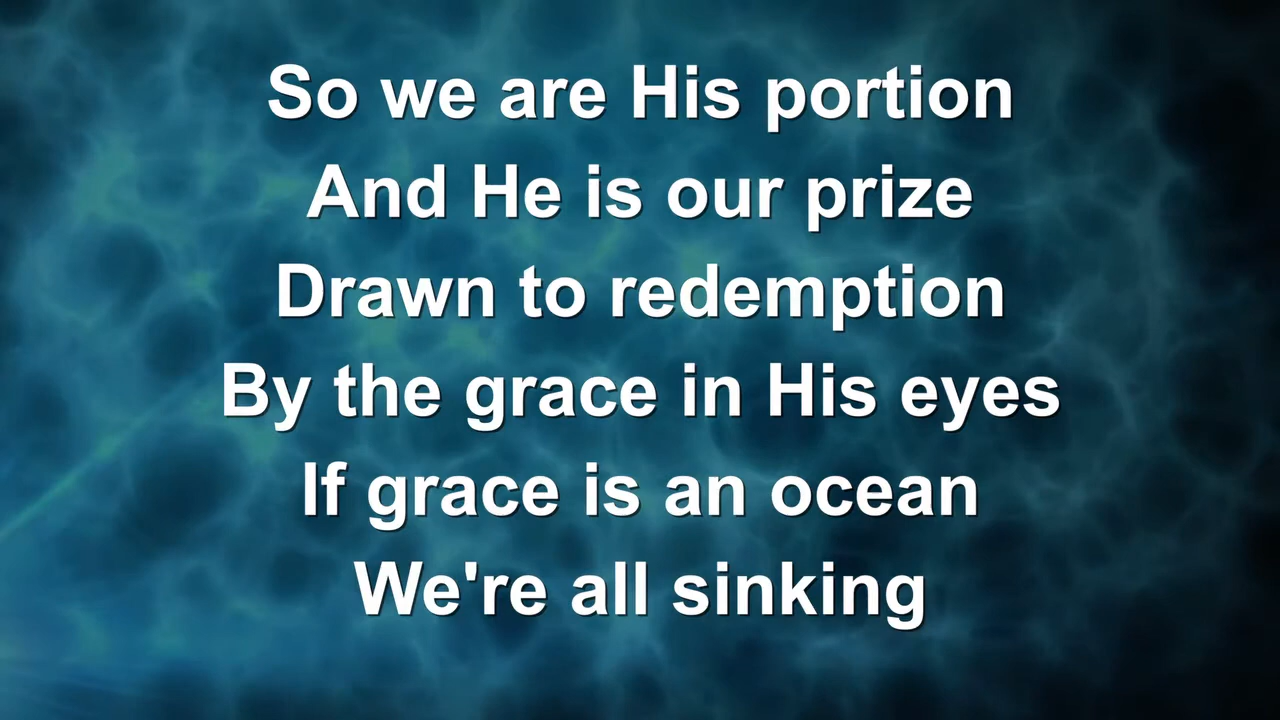 So we are His portion
And He is our prize
Drawn to redemption
By the grace in His eyes
If grace is an ocean
We're all sinking